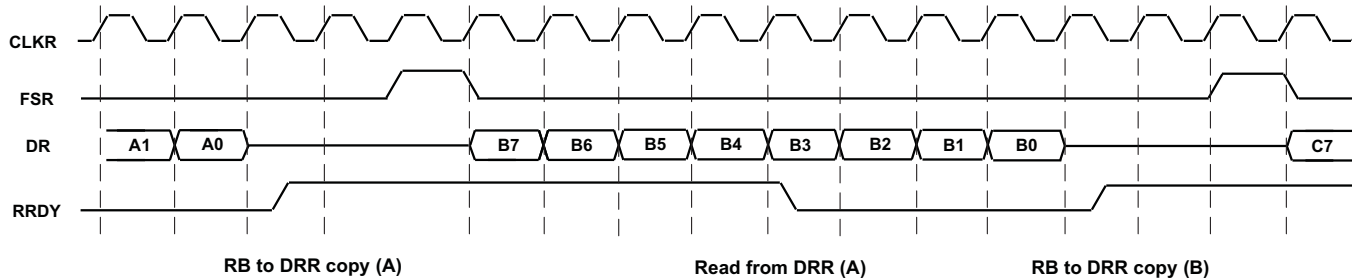 CLKR
FSR
DR A1 A0 B7 B6 B5 B4 B3 B2 B1 B0 C7
RRDY
RB to DRR copy (A) Read from DRR (A) RB to DRR copy (B)